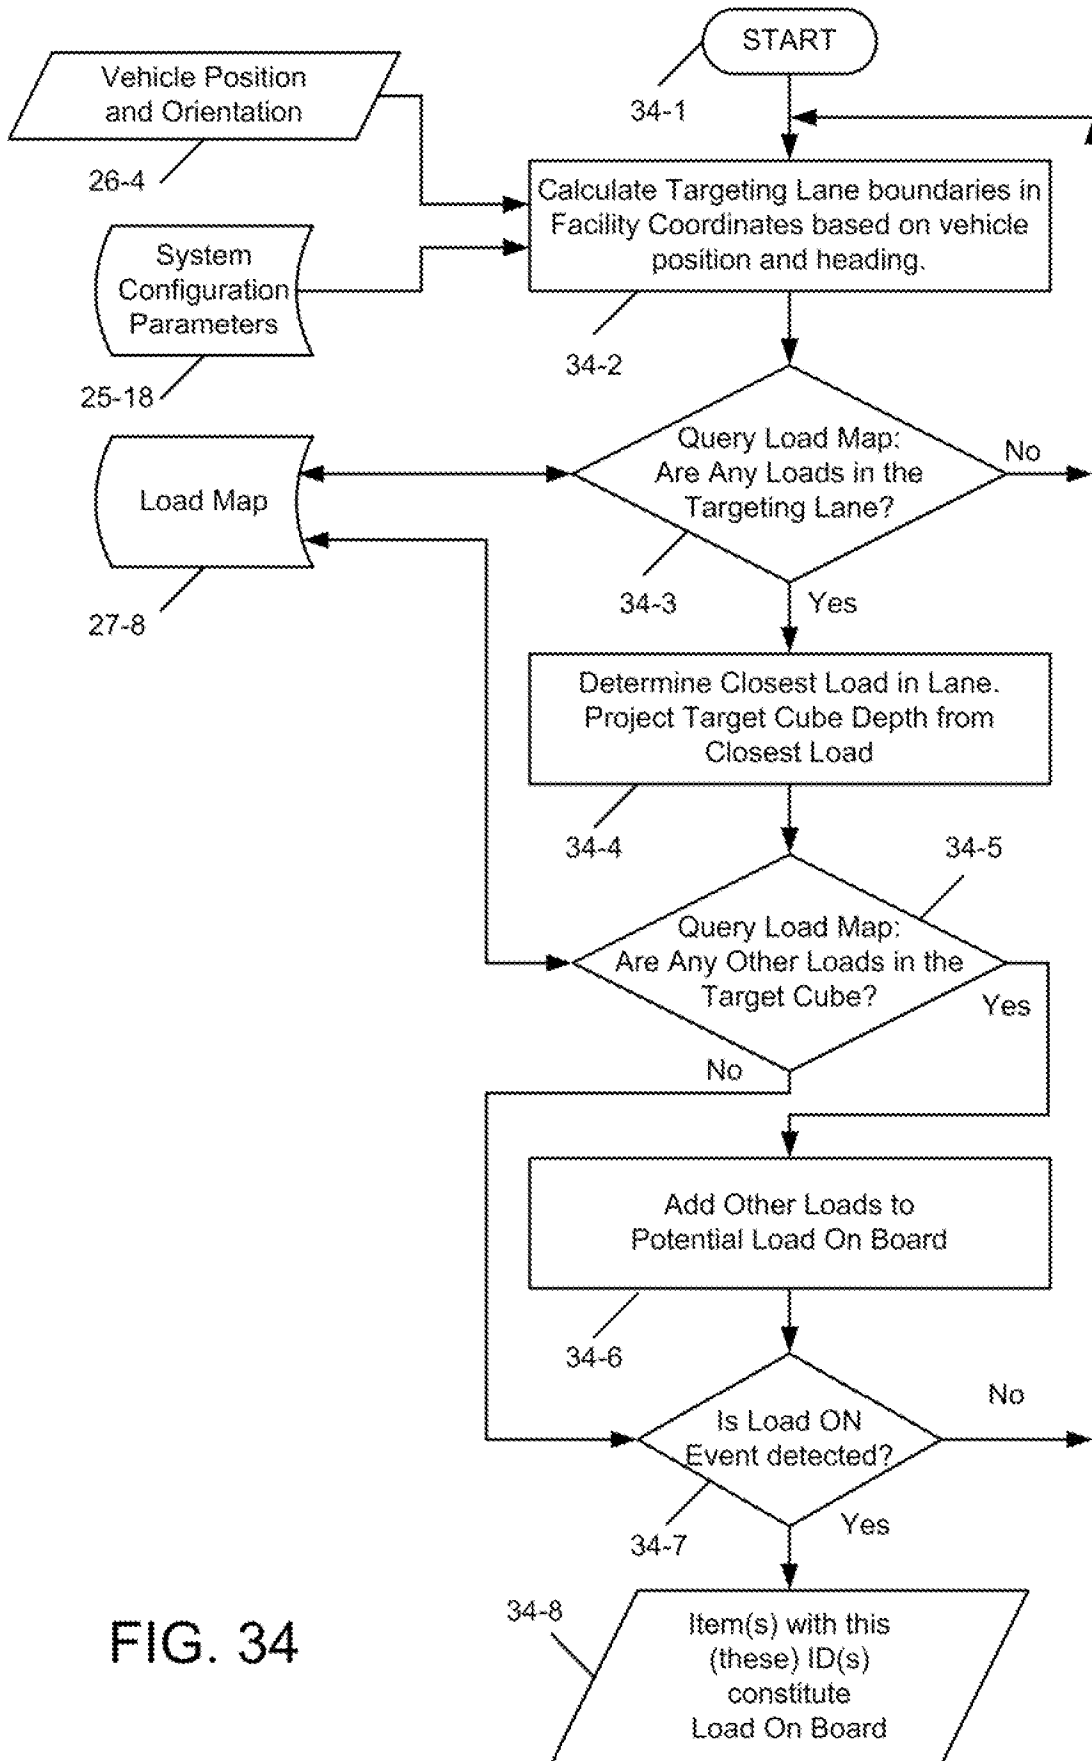 START
34-1
Vehicle Position
and Orientation
26-4
Calculate Targeting Lane boundaries in
Facility Coordinates based on vehicle
position and heading.
34-2
System
Configuration
Parameters
25-18
Query Load Map:
Are Any Loads in the
Targeting Lane?
No
34-3
Yes
Load Map
27-8
Determine Closest Load in Lane.
Project Target Cube Depth from
Closest Load
34-4
34-5
Query Load Map:
Are Any Other Loads in the
Target Cube?
Yes
No
Add Other Loads to
Potential Load On Board
34-6
Is Load ON
Event detected?
No
34-7
Yes
34-8
Item(s) with this
(these) ID(s)
constitute
Load On Board
FIG. 34